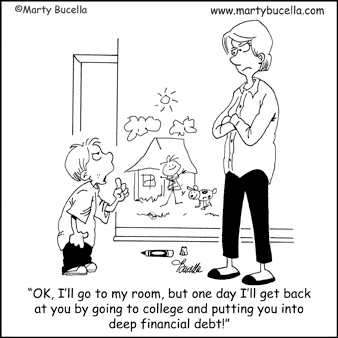 ©Marty Bucella www.martybucella.com
Bucella
“OK, I’ll go to my room, but one day I’ll get back
at you by going to college and putting you into
deep financial debt!”